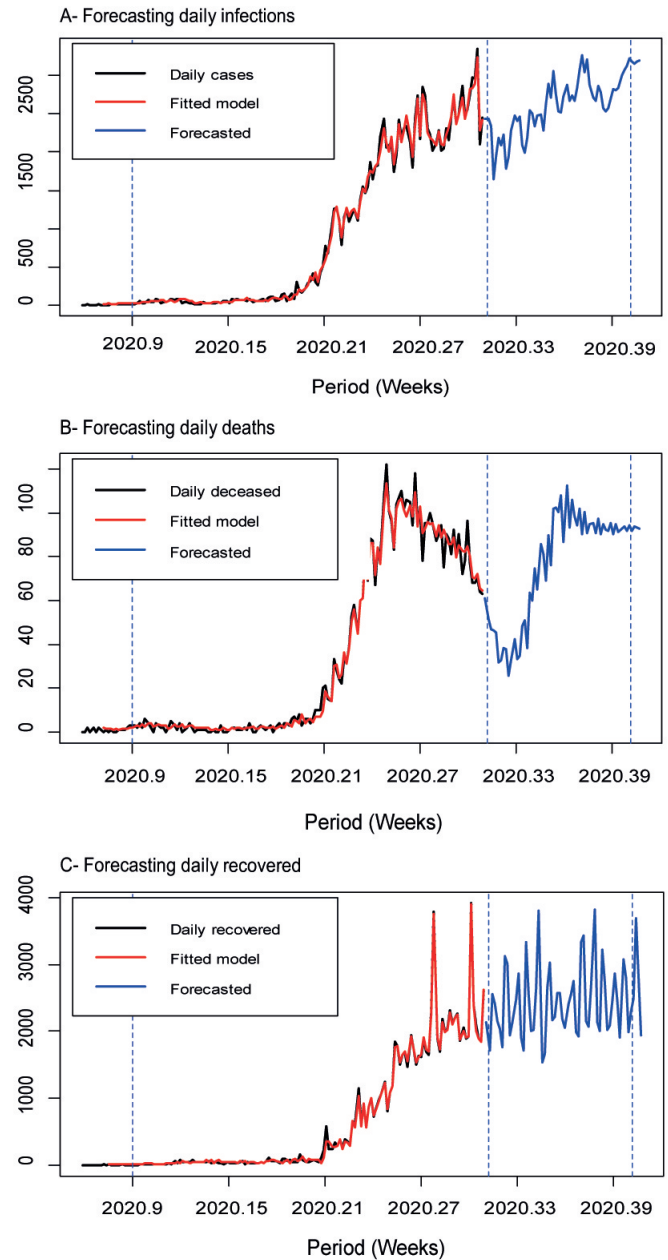 A- Forecasting daily infections
Daily cases
Fitted model
Forecasted
2500
1500
500
0
2020.9 2020.15 2020.21 2020.27 2020.33 2020.39
Period (Weeks)
B- Forecasting daily deaths
Daily deceased
Fitted model
Forecasted
100
80
60
40
20
0
2020.9 2020.15 2020.21 2020.27 2020.33 2020.39
Period (Weeks)
C- Forecasting daily recovered
Daily recovered
Fitted model
Forecasted
4000
3000
2000
1000
0
2020.9 2020.15 2020.21 2020.27 2020.33 2020.39
Period (Weeks)